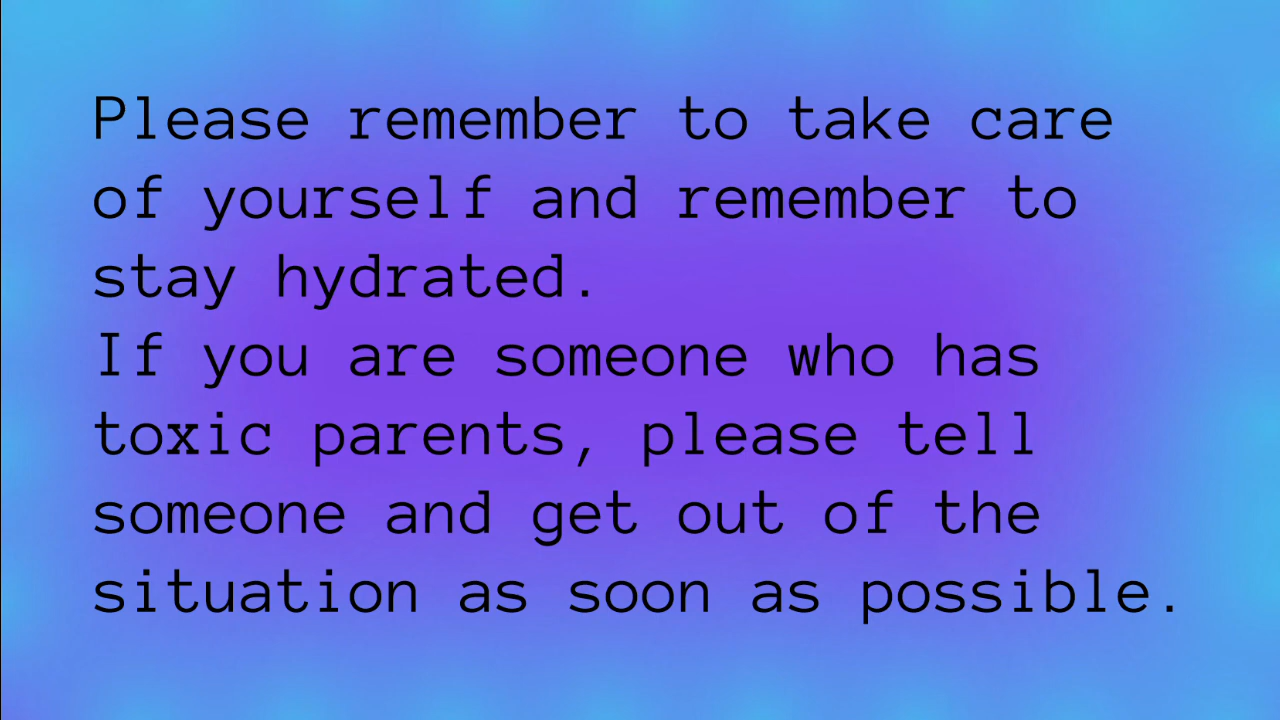 Please remember to take care
of yourself and remember to
stay hydrated.
If you are someone who has
toxic parents, please tell
someone and get out of the
situation as soon as possible.